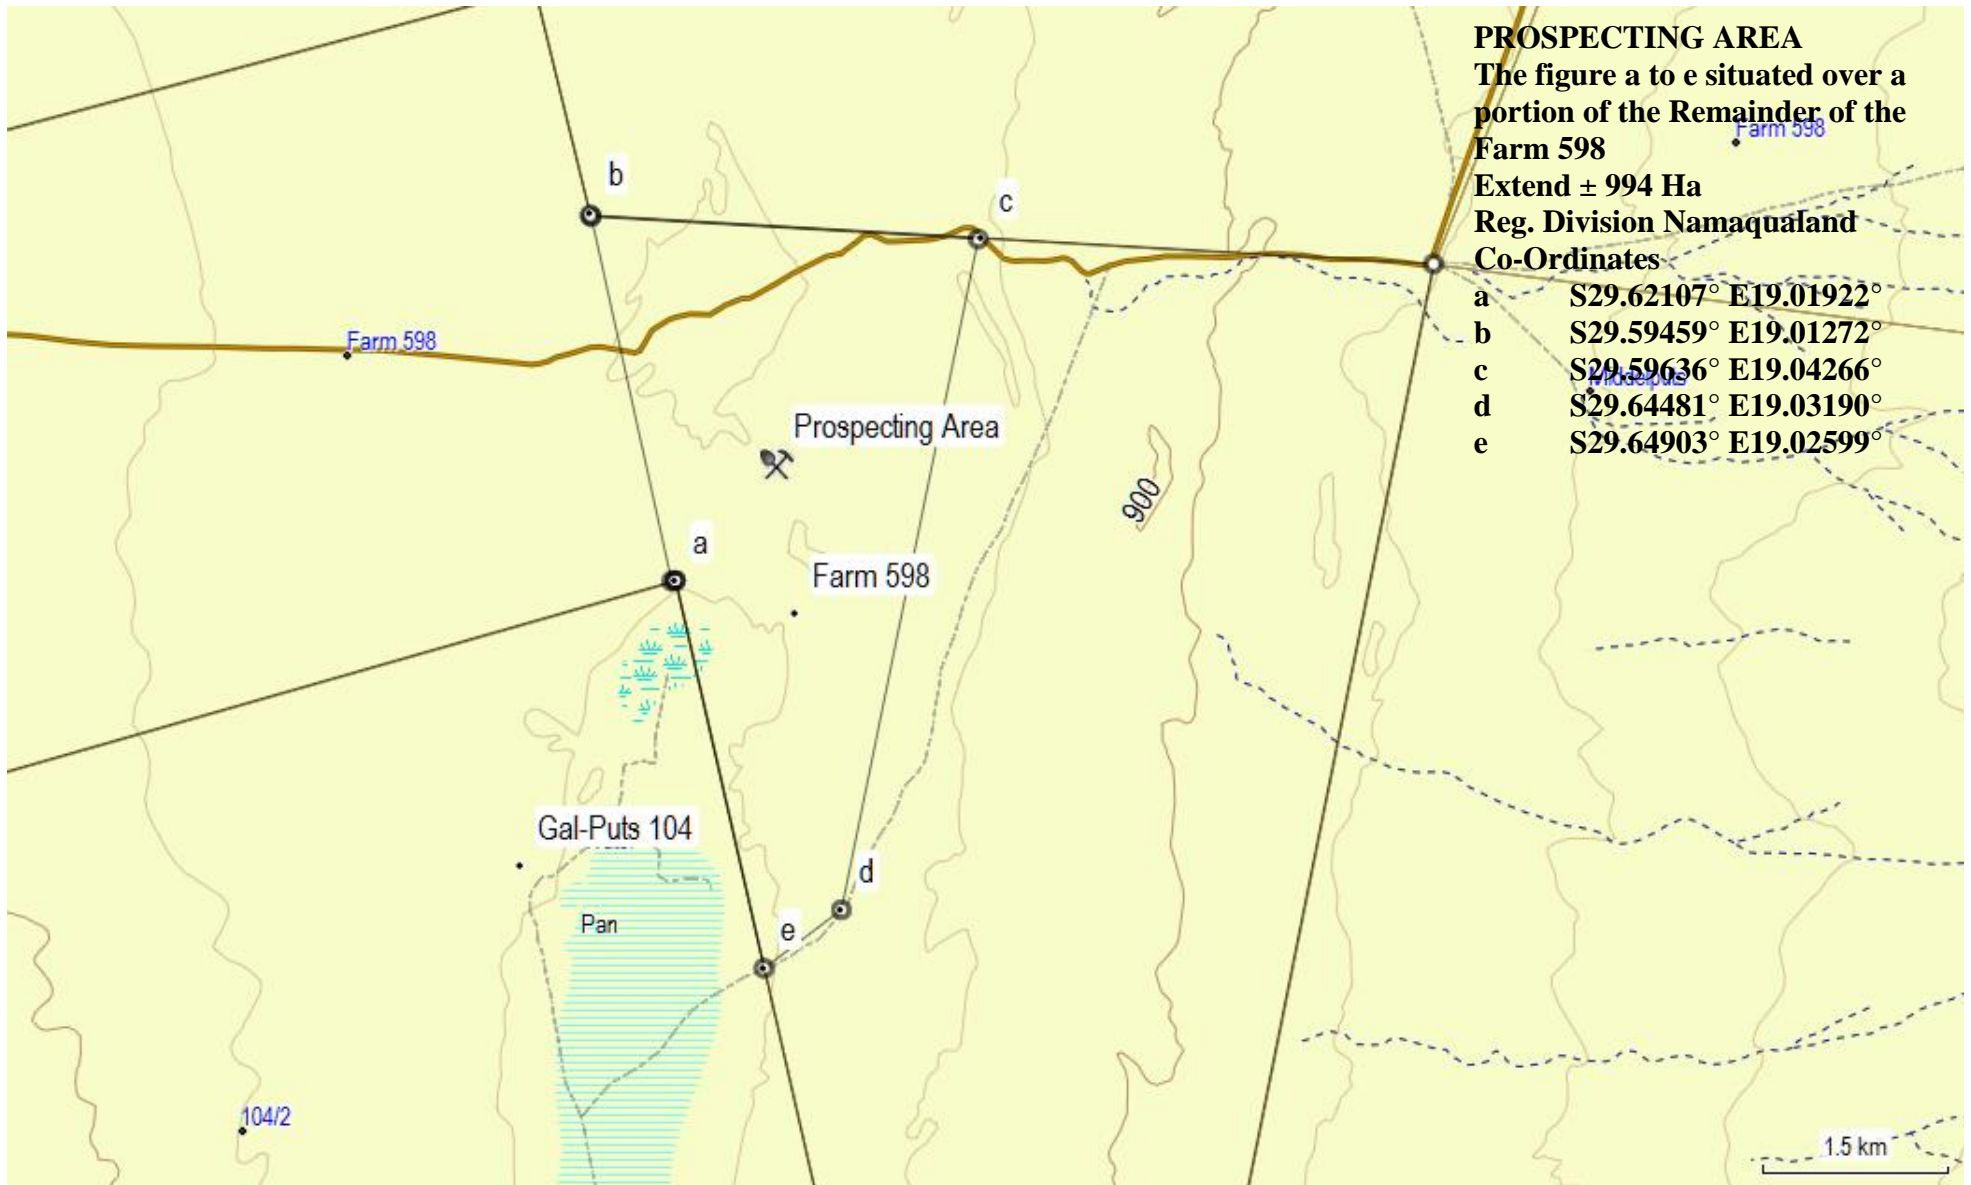 PROSPECTING AREA
The figure a to e situated over a
portion of the Remainder of the
Farm 598
Extend ± 994 Ha
Reg. Division Namaqualand
Co-Ordinates
a S29.62107° E19.01922°
b S29.59459° E19.01272°
c S29.59636° E19.04266°
d S29.64481° E19.03190°
e S29.64903° E19.02599°
Farm 598
b
c
Farm 598
Middelputs
Prospecting Area
900
a
Farm 598
Gal-Puts 104
d
Pan
e
104/2
1.5 km